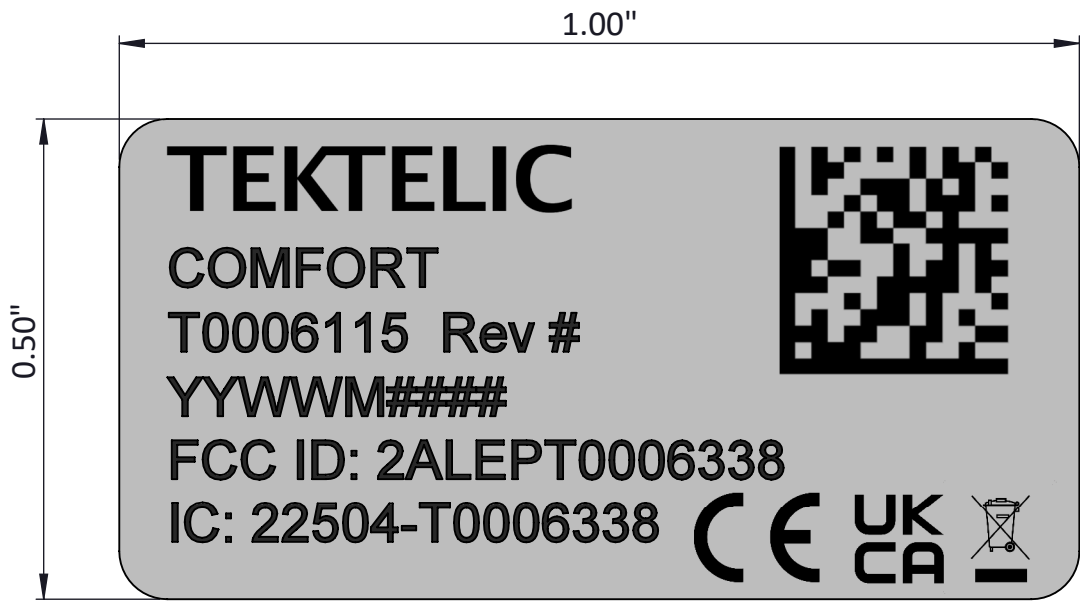 1.00"
0.50"
TEKTELIC
COMFORT
T0006115 Rev #
YYWWM####
FCC ID: 2ALEPT0006338
IC: 22504-T0006338
CE
UK
CA